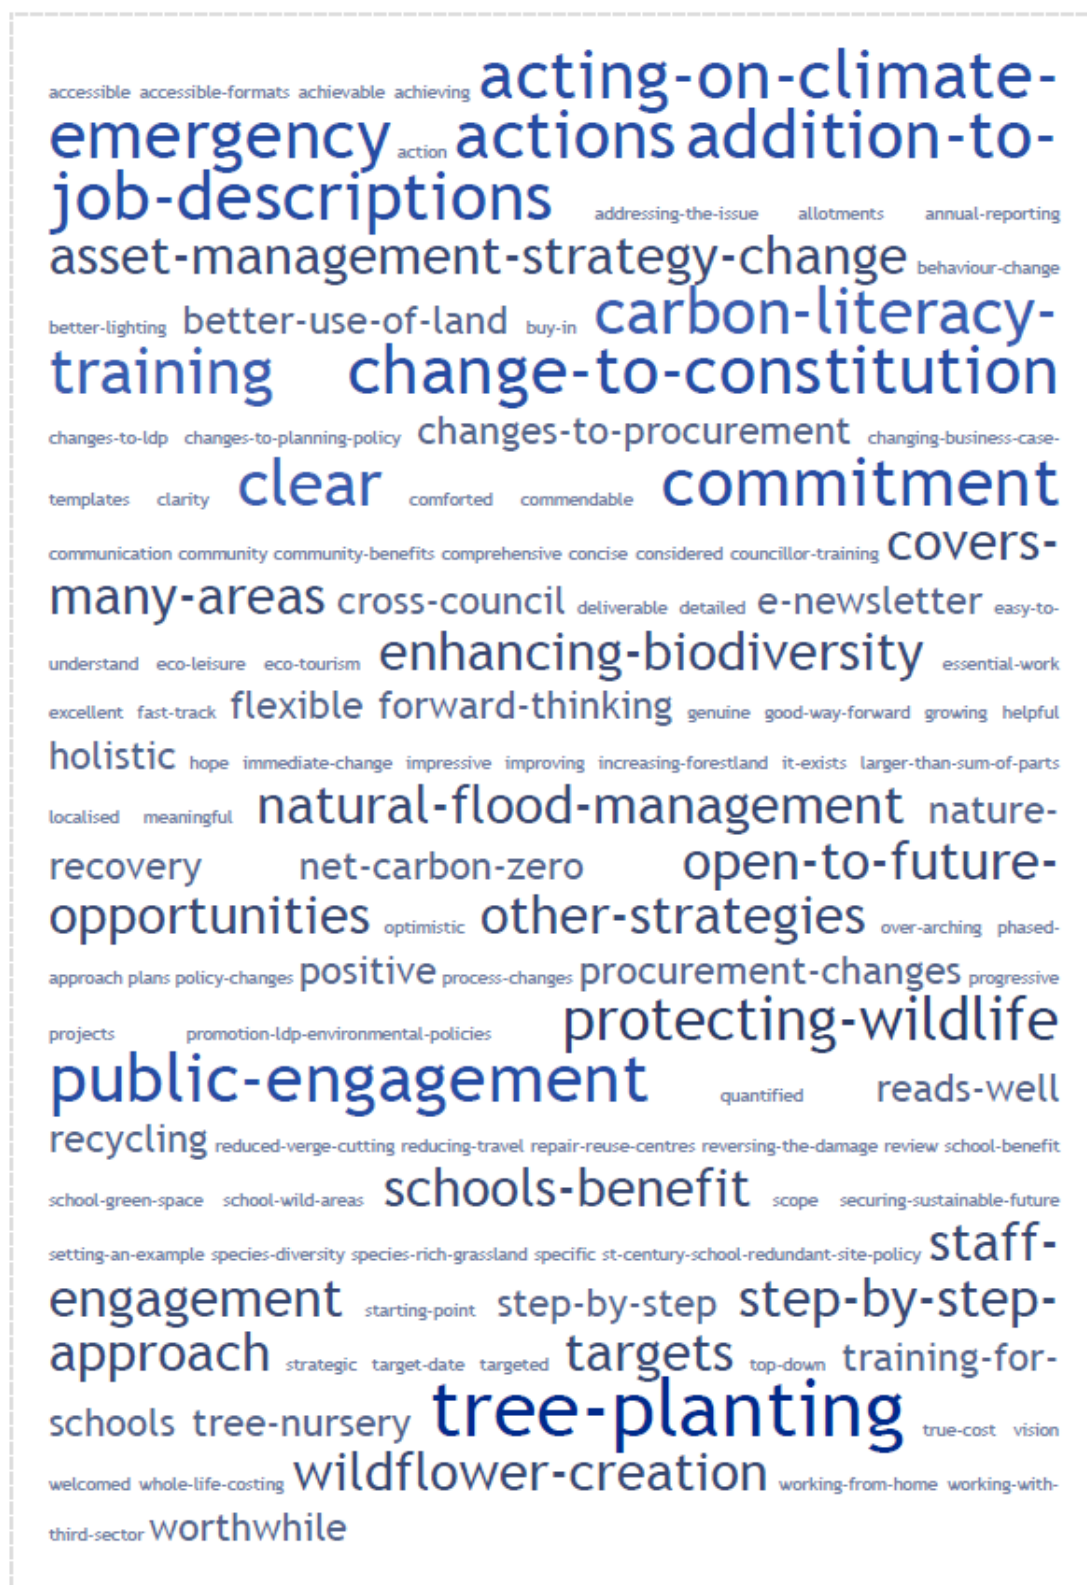 accessible accessible-formats achievable achieving acting-on-climate-
emergency action actions addition-to-
job-descriptions addressing-the-issue allotments annual-reporting
asset-management-strategy-change behaviour-change
better-lighting better-use-of-land buy-in carbon-literacy-
training change-to-constitution
changes-to-ldp changes-to-planning-policy changes-to-procurement changing-business-case-
templates clarity clear comforted commendable commitment
communication community community-benefits comprehensive concise considered councillor-training covers-
many-areas cross-council deliverable detailed e-newsletter easy-to-
understand eco-leisure eco-tourism enhancing-biodiversity essential-work
excellent fast-track flexible forward-thinking genuine good-way-forward growing helpful
holistic hope immediate-change impressive improving increasing-forestland it-exists larger-than-sum-of-parts
localised meaningful natural-flood-management nature-
recovery net-carbon-zero open-to-future-
opportunities optimistic other-strategies over-arching phased-
approach plans policy-changes positive process-changes procurement-changes progressive
projects promotion-ldp-environmental-policies protecting-wildlife
public-engagement quantified reads-well
recycling reduced-verge-cutting reducing-travel repair-reuse-centres reversing-the-damage review school-benefit
school-green-space school-wild-areas schools-benefit scope securing-sustainable-future
setting-an-example species-diversity species-rich-grassland specific st-century-school-redundant-site-policy staff-
engagement starting-point step-by-step step-by-step-
approach strategic target-date targeted targets top-down training-for-
schools tree-nursery tree-planting true-cost vision
welcomed whole-life-costing wildflower-creation working-from-home working-with-
third-sector worthwhile